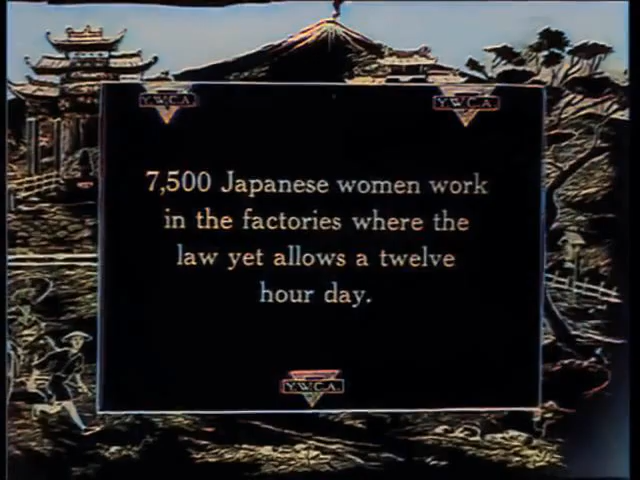 Y.W.C.A. Y.W.C.A.
7,500 Japanese women work
in the factories where the
law yet allows a twelve
hour day.
Y.W.C.A.